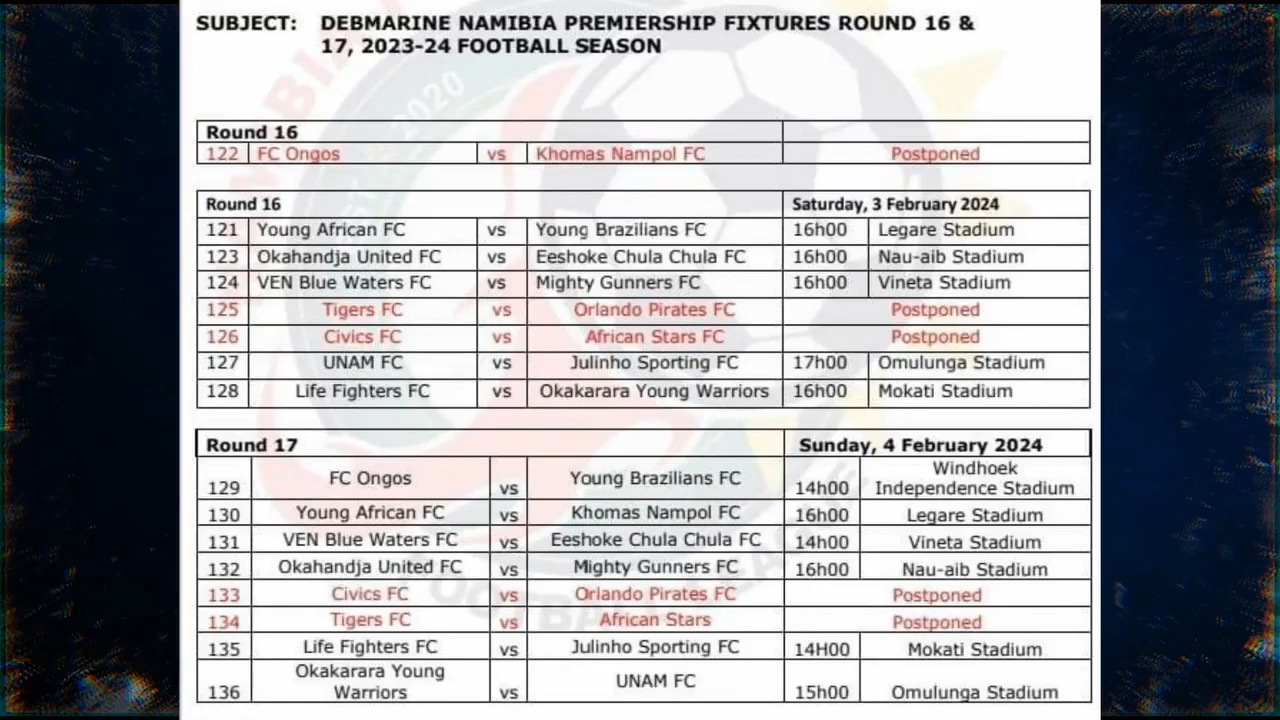 SUBJECT: DEBMARINE NAMIBIA PREMIERSHIP FIXTURES ROUND 16 &
17, 2023-24 FOOTBALL SEASON
Round 16
122 FC Ongos vs Khomas Nampol FC Postponed
Round 16 Saturday, 3 February 2024
121 Young African FC vs Young Brazilians FC 16h00 Legare Stadium
123 Okahandja United FC vs Eeshoke Chula Chula FC 16h00 Nau-aib Stadium
124 VEN Blue Waters FC vs Mighty Gunners FC 16h00 Vineta Stadium
125 Tigers FC vs Orlando Pirates FC Postponed
126 Civics FC vs African Stars FC Postponed
127 UNAM FC vs Julinho Sporting FC 17h00 Omulunga Stadium
128 Life Fighters FC vs Okakarara Young Warriors 16h00 Mokati Stadium
Round 17 Sunday, 4 February 2024
129 FC Ongos vs Young Brazilians FC 14h00 Windhoek
Independence Stadium
130 Young African FC vs Khomas Nampol FC 16h00 Legare Stadium
131 VEN Blue Waters FC vs Eeshoke Chula Chula FC 14h00 Vineta Stadium
132 Okahandja United FC vs Mighty Gunners FC 16h00 Nau-aib Stadium
133 Civics FC vs Orlando Pirates FC Postponed
134 Tigers FC vs African Stars Postponed
135 Life Fighters FC vs Julinho Sporting FC 14H00 Mokati Stadium
136 Okakarara Young
Warriors vs UNAM FC 15h00 Omulunga Stadium
2020